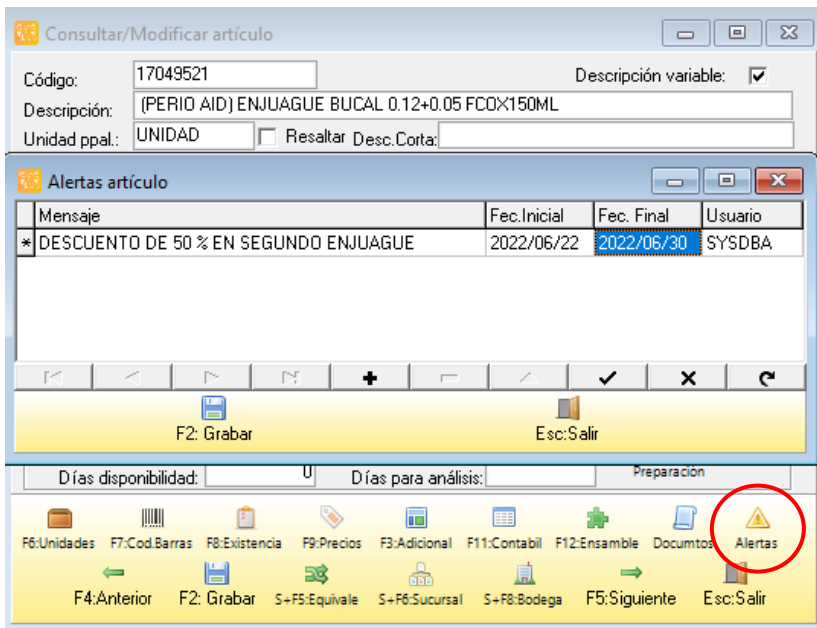 Consultar/Modificar artículo
Código: 17049521 Descripción variable:
Descripción: (PERIO AID) ENJUAGUE BUCAL 0.12+0.05 FCOX150ML
Unidad ppal.: UNIDAD Resaltar Desc.Corta:
Alertas artículo
Mensaje Fec.Inicial Fec. Final Usuario
* DESCUENTO DE 50 % EN SEGUNDO ENJUAGUE 2022/06/22 2022/06/30 SYSDBA
F2: Grabar Esc:Salir
Días disponibilidad: 0 Días para análisis: Preparación
F6:Unidades F7:Cod.Barras F8:Existencia F9:Precios F3:Adicional F11:Contabil F12:Ensamble Documtos Alertas
F4:Anterior F2: Grabar S+F5:Equivale S+F6:Sucursal S+F8:Bodega F5:Siguiente Esc:Salir